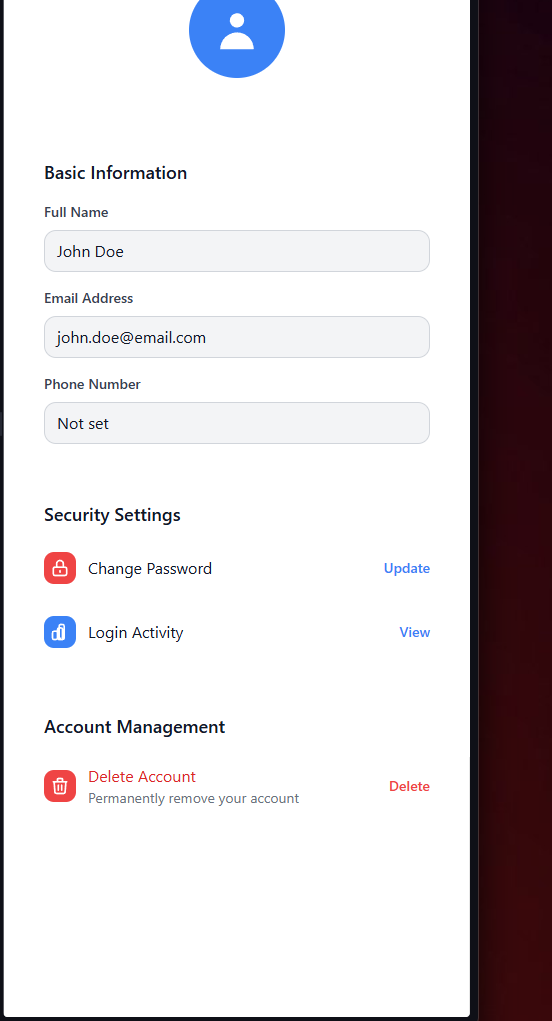 Basic Information
Full Name
John Doe
Email Address
john.doe@email.com
Phone Number
Not set
Security Settings
Change Password Update
Login Activity View
Account Management
Delete Account
Permanently remove your account
Delete